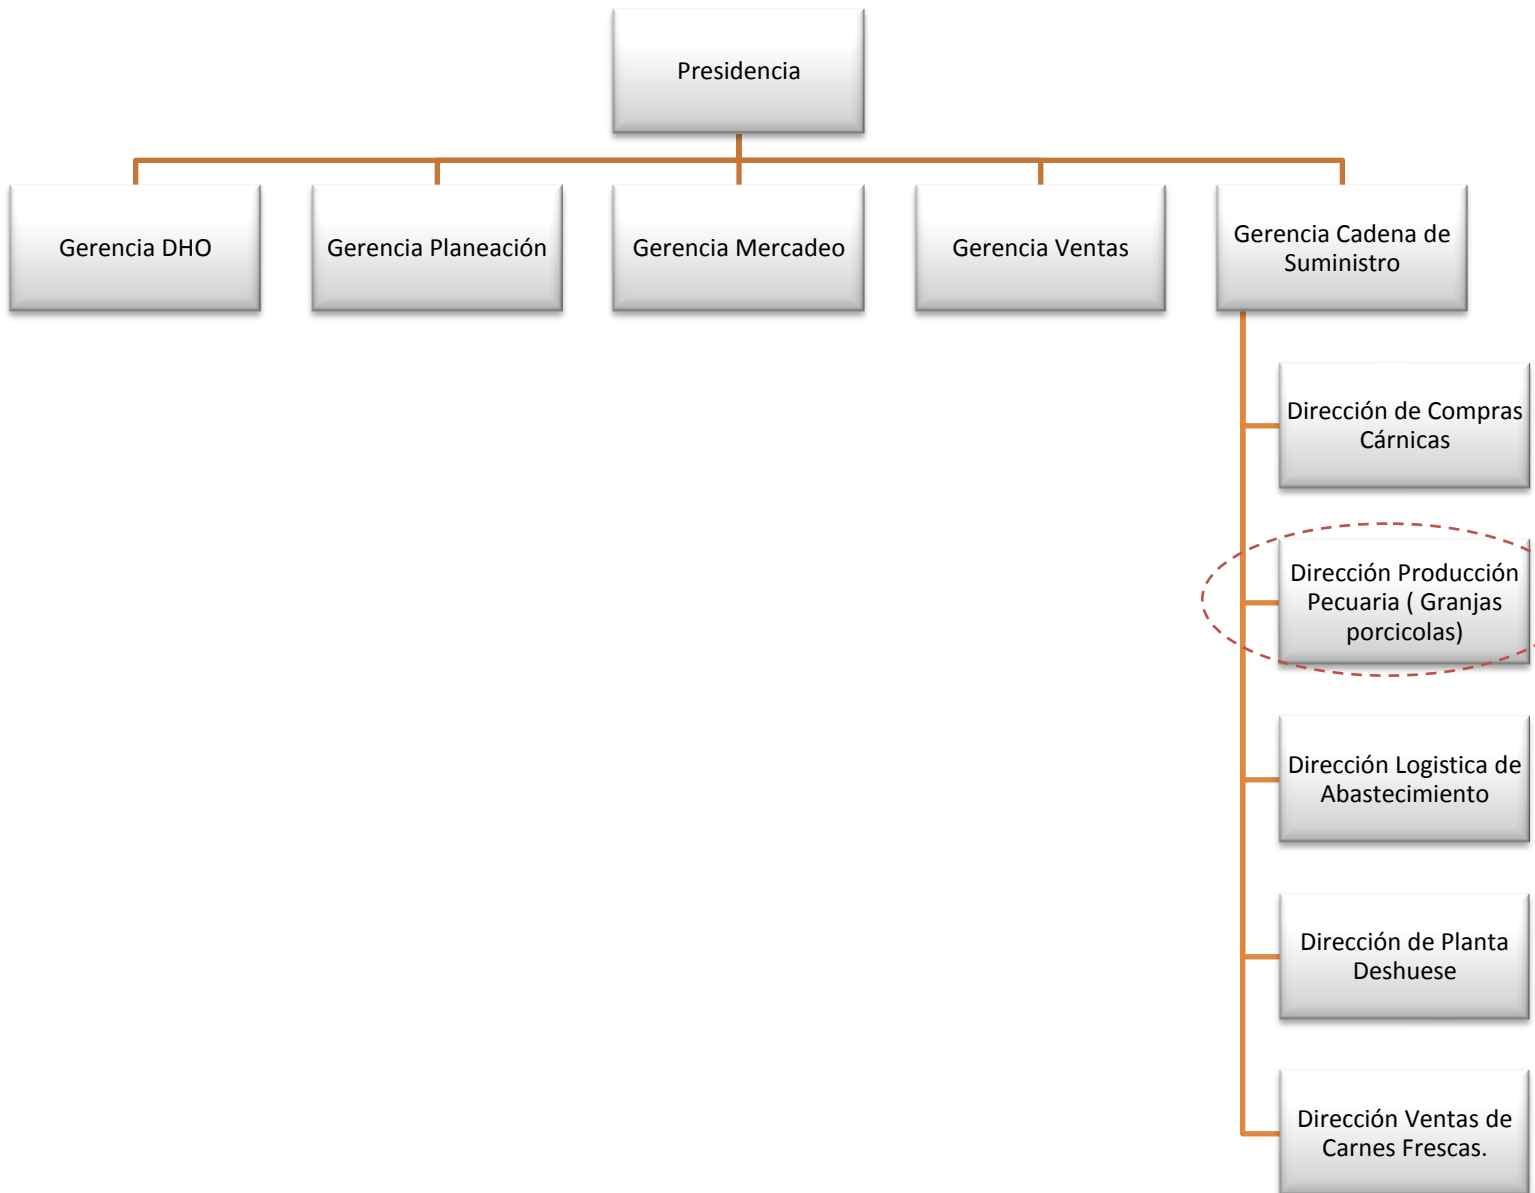 Presidencia
Gerencia DHO
Gerencia Planeación
Gerencia Mercadeo
Gerencia Ventas
Gerencia Cadena de
Suministro
Dirección de Compras
Cárnicas
Dirección Producción
Pecuaria ( Granjas
porcicolas)
Dirección Logistica de
Abastecimiento
Dirección de Planta
Deshuese
Dirección Ventas de
Carnes Frescas.